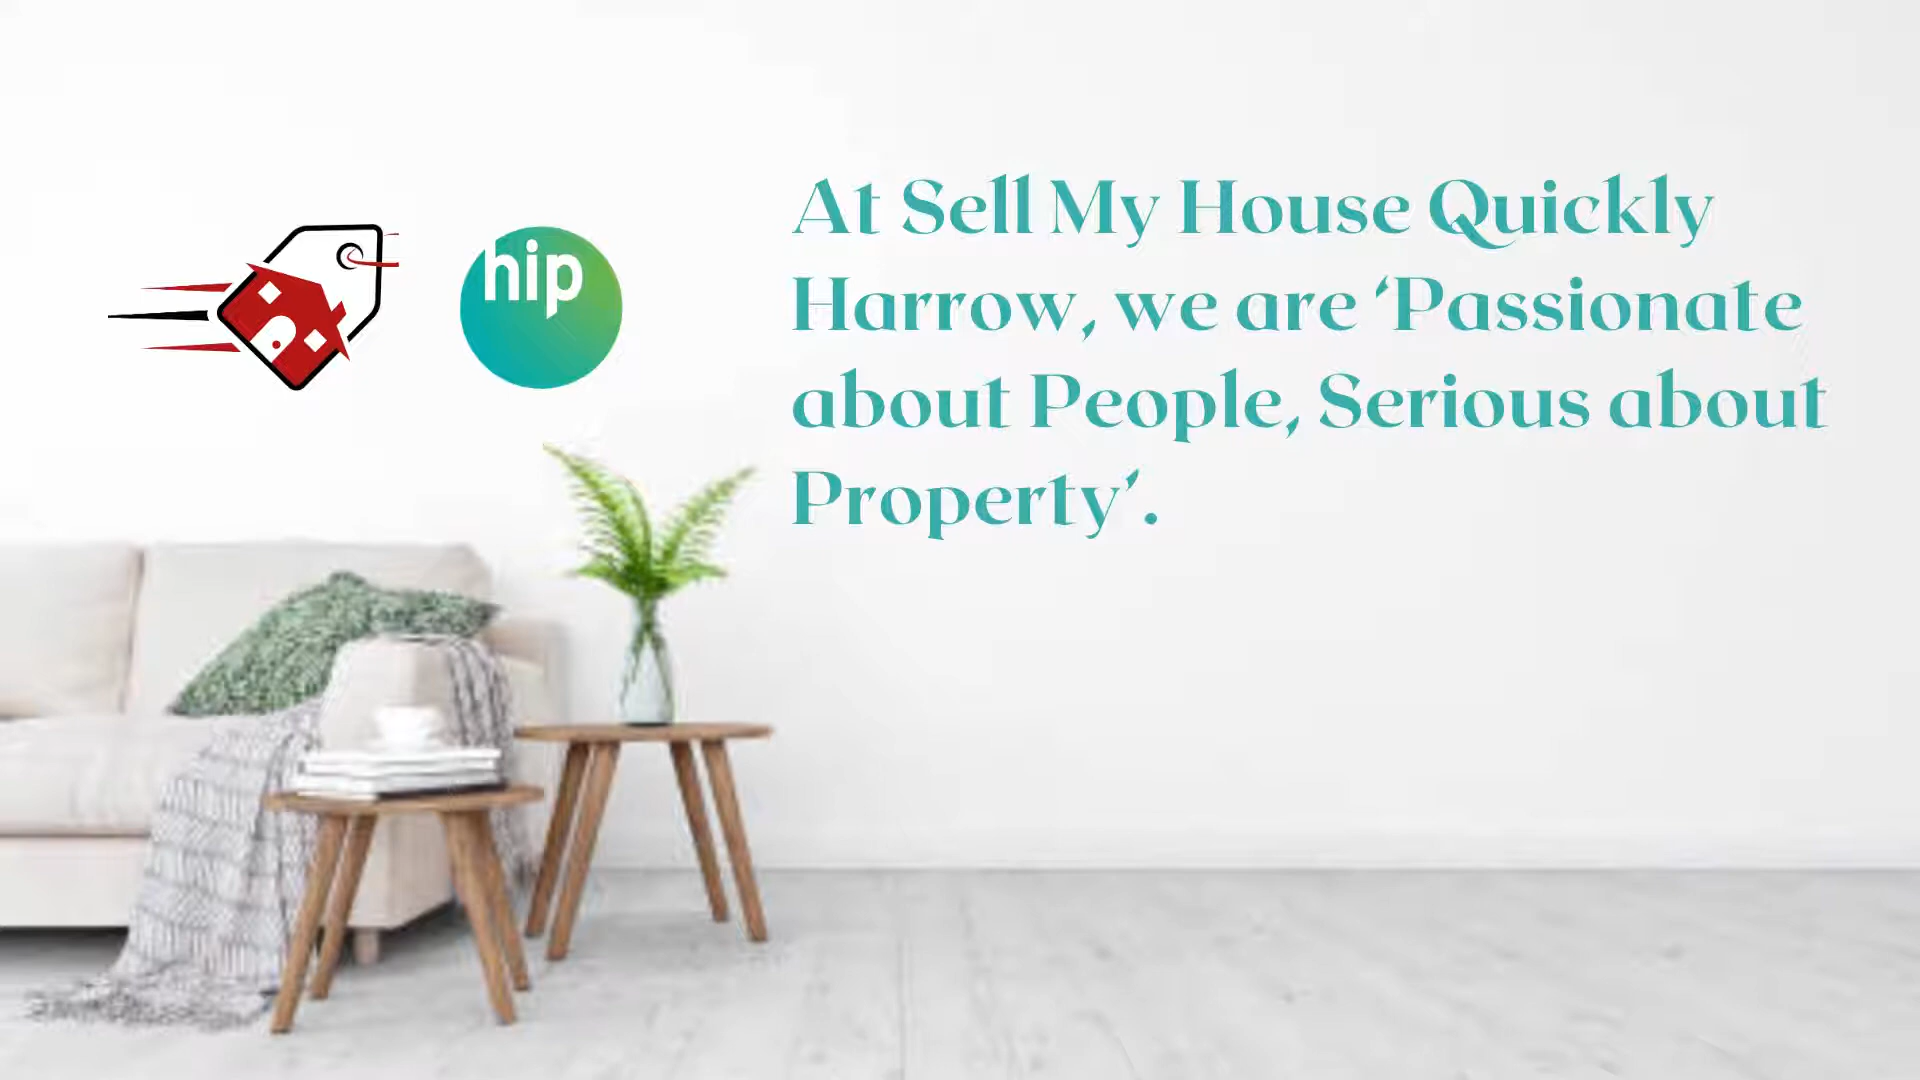 hip
At Sell My House Quickly
Harrow, we are ‘Passionate
about People, Serious about
Property’.